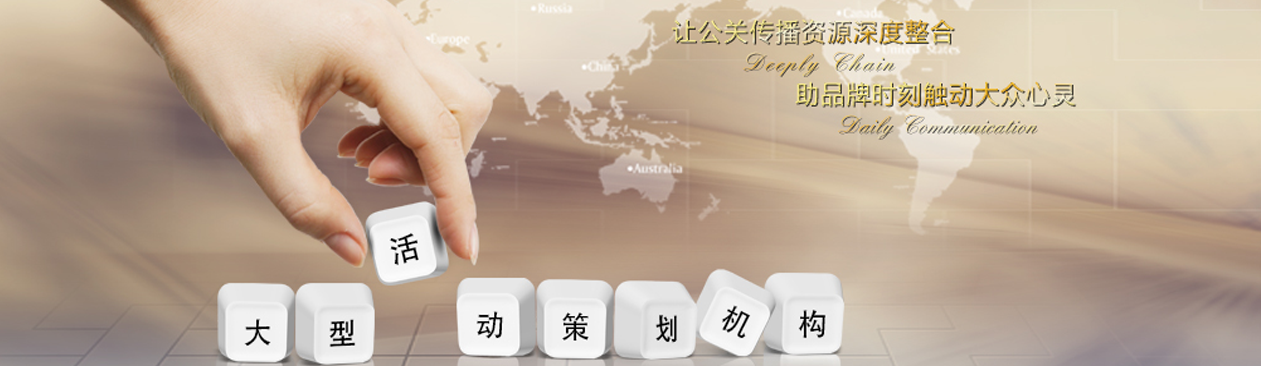 Russia
Europe
China
Australia
Canada
United States
让公关传播资源深度整合
Deeply Chain
助品牌时刻触动大众心灵
Daily Communication
大型活动策划机构